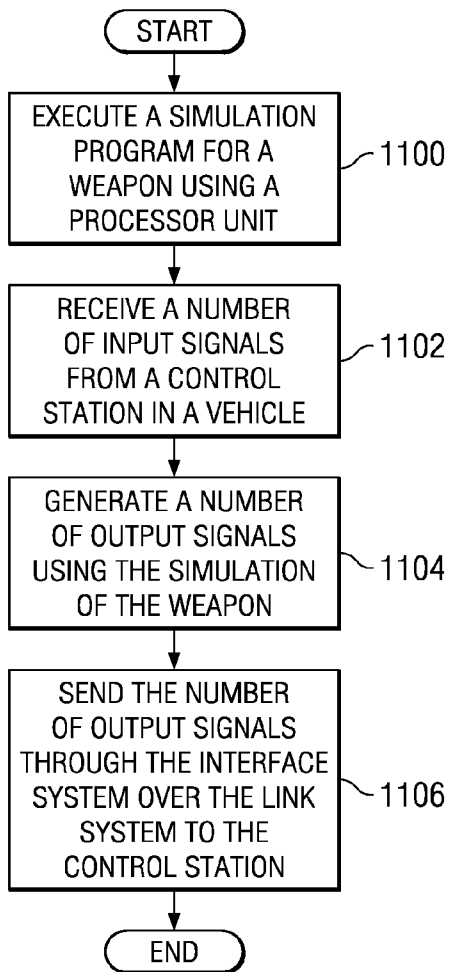 START
EXECUTE A SIMULATION
PROGRAM FOR A
WEAPON USING A
PROCESSOR UNIT
1100
RECEIVE A NUMBER
OF INPUT SIGNALS
FROM A CONTROL
STATION IN A VEHICLE
1102
GENERATE A NUMBER
OF OUTPUT SIGNALS
USING THE SIMULATION
OF THE WEAPON
1104
SEND THE NUMBER
OF OUTPUT SIGNALS
THROUGH THE INTERFACE
SYSTEM OVER THE LINK
SYSTEM TO THE
CONTROL STATION
1106
END